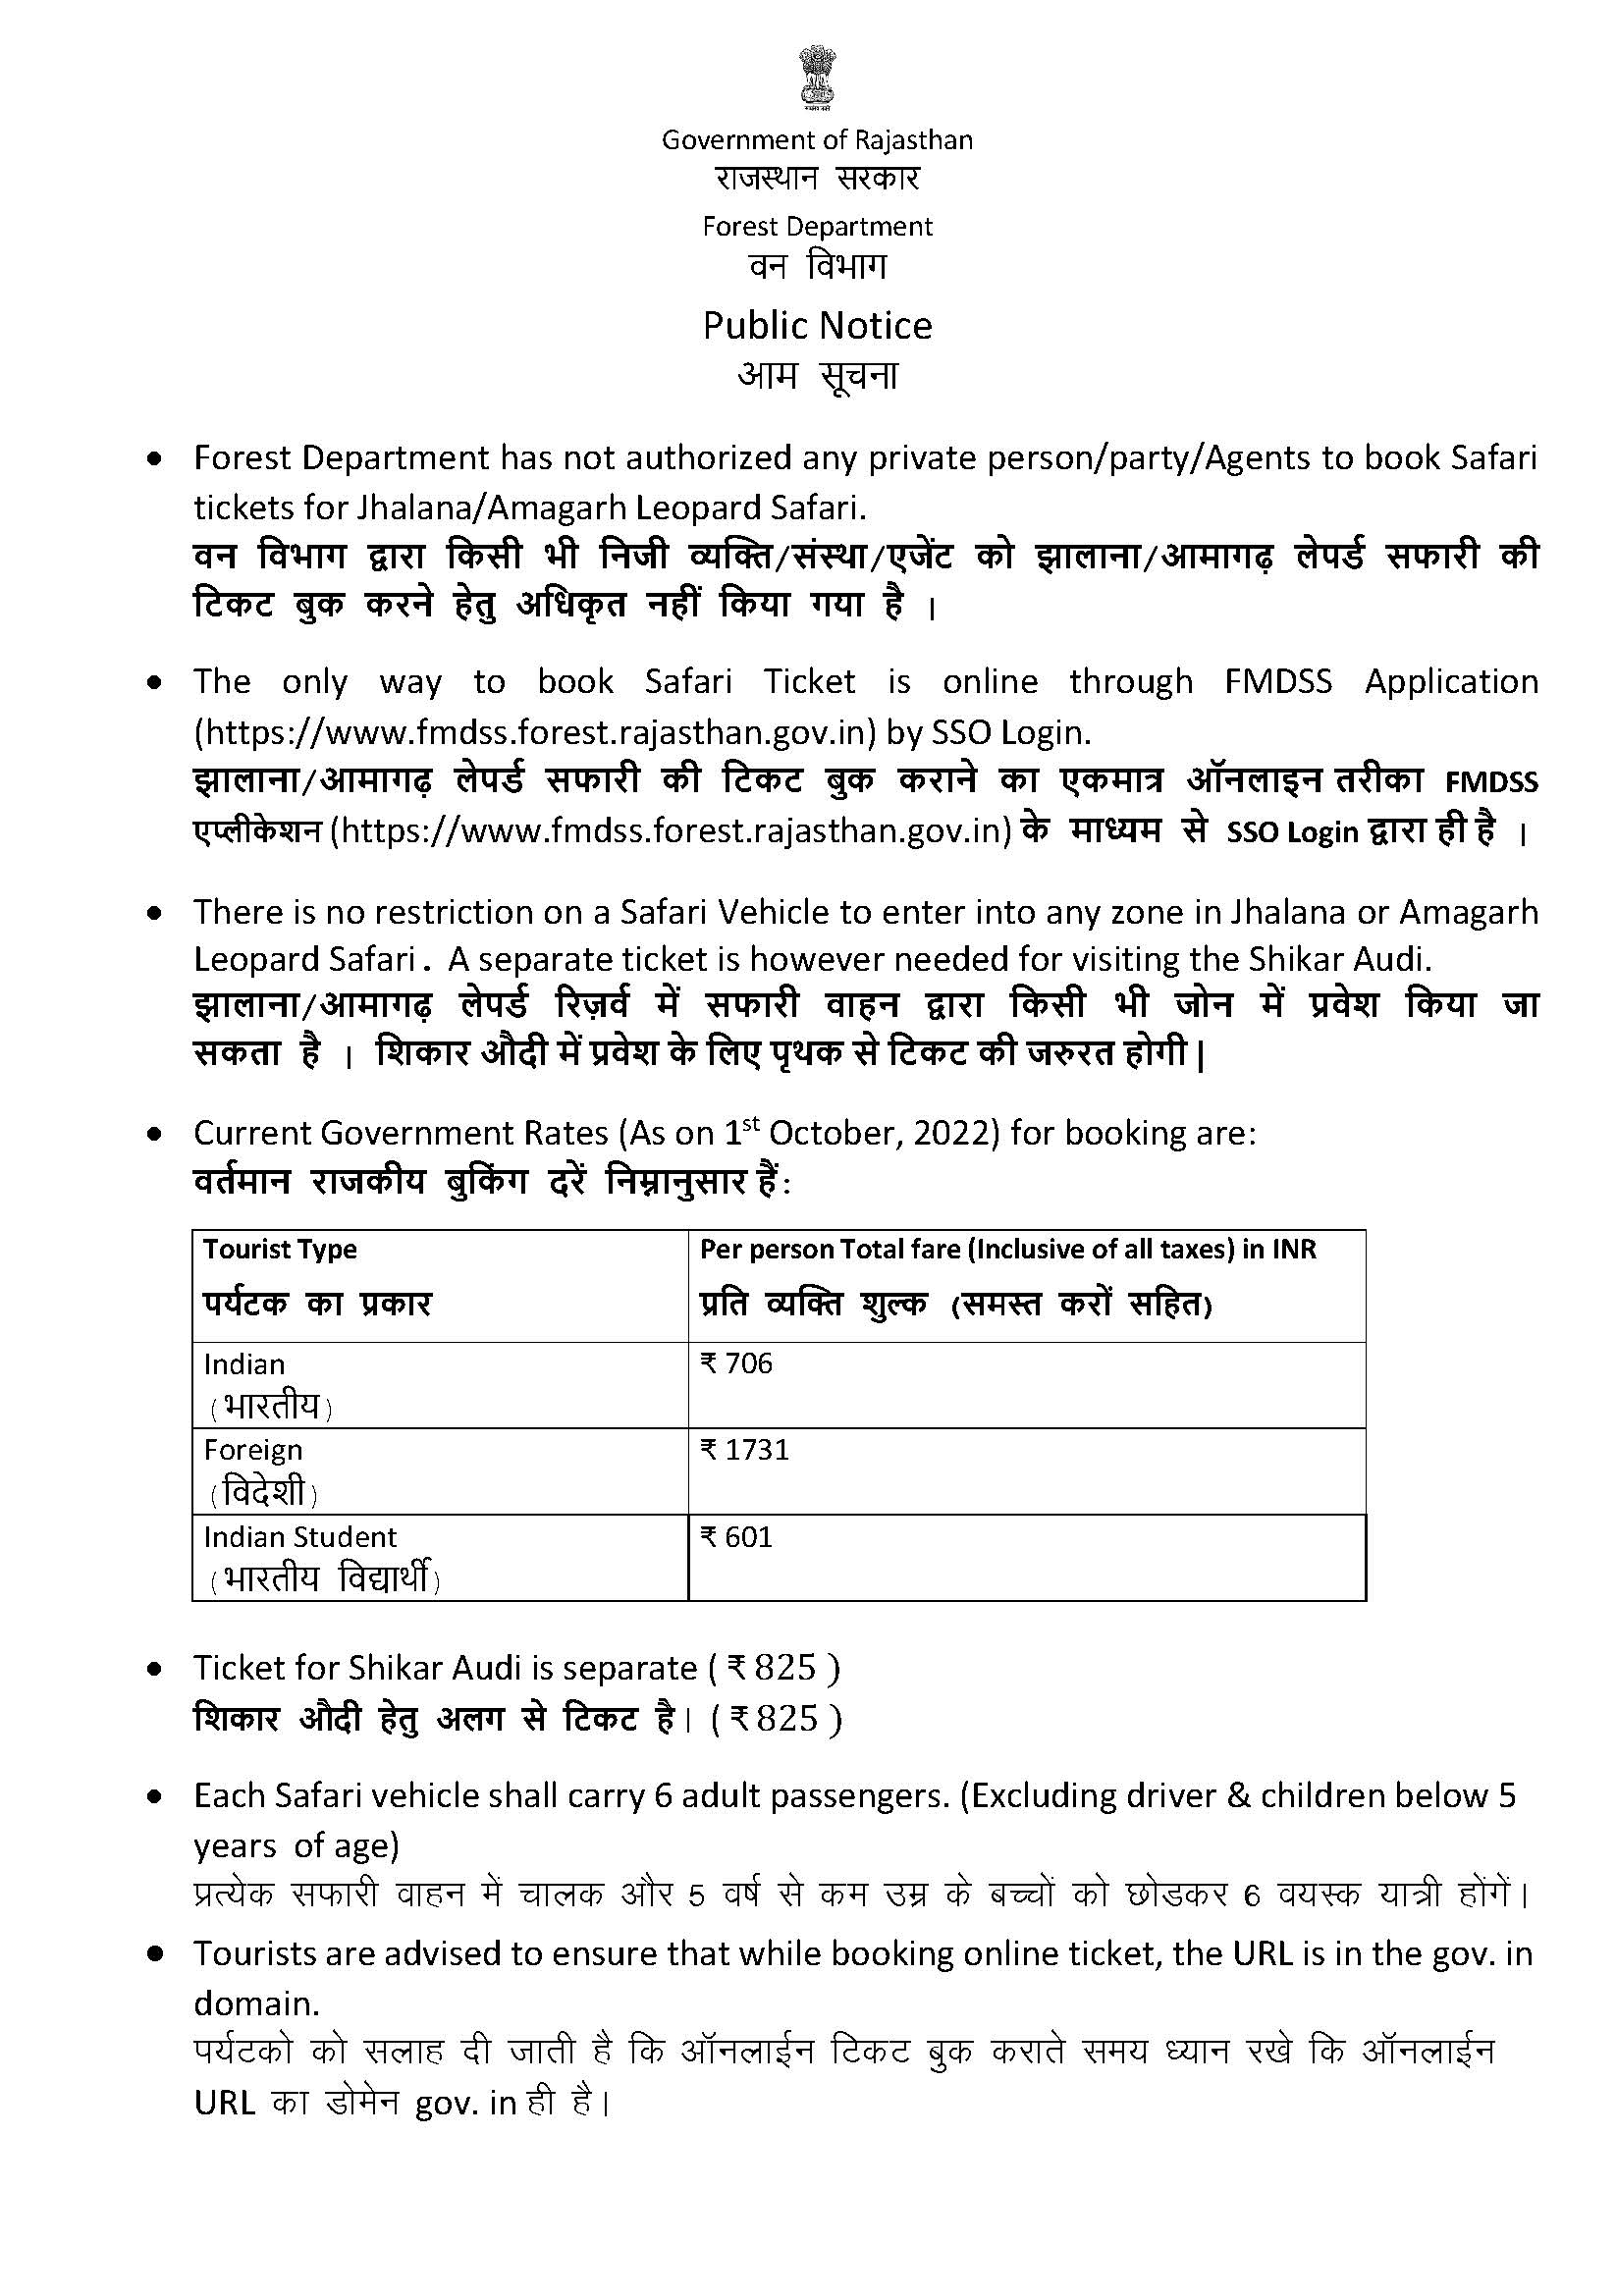 Government of Rajasthan
राजस्थान सरकार
Forest Department
वन विभाग
Public Notice
आम सूचना
• Forest Department has not authorized any private person/party/Agents to book Safari
tickets for Jhalana/Amagarh Leopard Safari.
वन विभाग द्वारा किसी भी निजी व्यक्ति/संस्था/एजेंट को झालाना/आमागढ़ लेपर्ड सफारी की
टिकट बुक करने हेतु अधिकृत नहीं किया गया है ।
• The only way to book Safari Ticket is online through FMDSS Application
(https://www.fmdss.forest.rajasthan.gov.in) by SSO Login.
झालाना/आमागढ़ लेपर्ड सफारी की टिकट बुक कराने का एकमात्र ऑनलाइन तरीका FMDSS
एप्लीकेशन (https://www.fmdss.forest.rajasthan.gov.in) के माध्यम से SSO Login द्वारा ही है ।
• There is no restriction on a Safari Vehicle to enter into any zone in Jhalana or Amagarh
Leopard Safari. A separate ticket is however needed for visiting the Shikar Audi.
झालाना/आमागढ़ लेपर्ड रिज़र्व में सफारी वाहन द्वारा किसी भी जोन में प्रवेश किया जा
सकता है । शिकार औदी में प्रवेश के लिए पृथक से टिकट की जरुरत होगी|
• Current Government Rates (As on 1st October, 2022) for booking are:
वर्तमान राजकीय बुकिंग दरें निम्नानुसार हैं:
Tourist Type
पर्यटक का प्रकार
Per person Total fare (Inclusive of all taxes) in INR
प्रति व्यक्ति शुल्क (समस्त करों सहित)
Indian
(भारतीय)
₹ 706
Foreign
(विदेशी)
₹ 1731
Indian Student
(भारतीय विद्यार्थी)
₹ 601
• Ticket for Shikar Audi is separate ( ₹ 825 )
शिकार औदी हेतु अलग से टिकट है। ( ₹ 825 )
• Each Safari vehicle shall carry 6 adult passengers. (Excluding driver & children below 5
years of age)
प्रत्येक सफारी वाहन में चालक और 5 वर्ष से कम उम्र के बच्चों को छोडकर 6 वयस्क यात्री होंगें।
• Tourists are advised to ensure that while booking online ticket, the URL is in the gov. in
domain.
पर्यटको को सलाह दी जाती है कि ऑनलाईन टिकट बुक कराते समय ध्यान रखे कि ऑनलाईन
URL का डोमेन gov. in ही है।